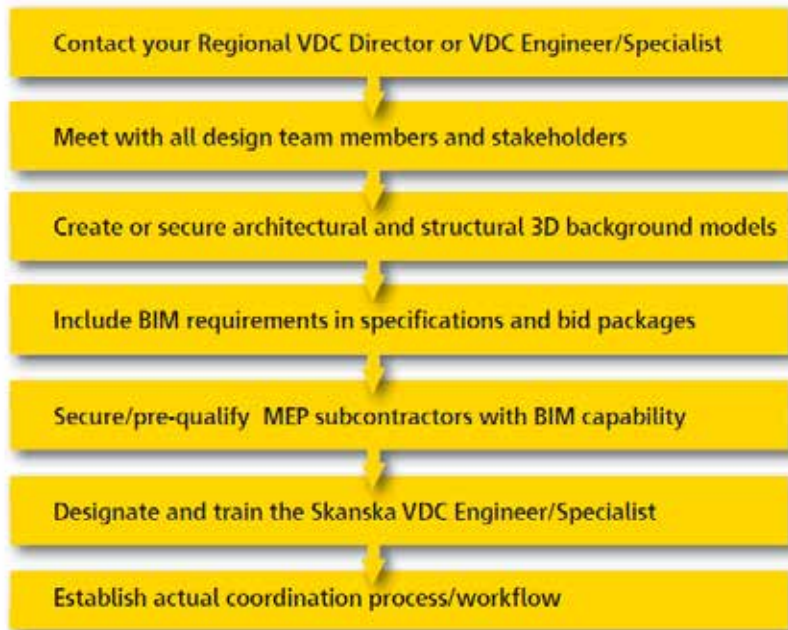 Contact your Regional VDC Director or VDC Engineer/Specialist
Meet with all design team members and stakeholders
Create or secure architectural and structural 3D background models
Include BIM requirements in specifications and bid packages
Secure/pre-qualify MEP subcontractors with BIM capability
Designate and train the Skanska VDC Engineer/Specialist
Establish actual coordination process/workflow